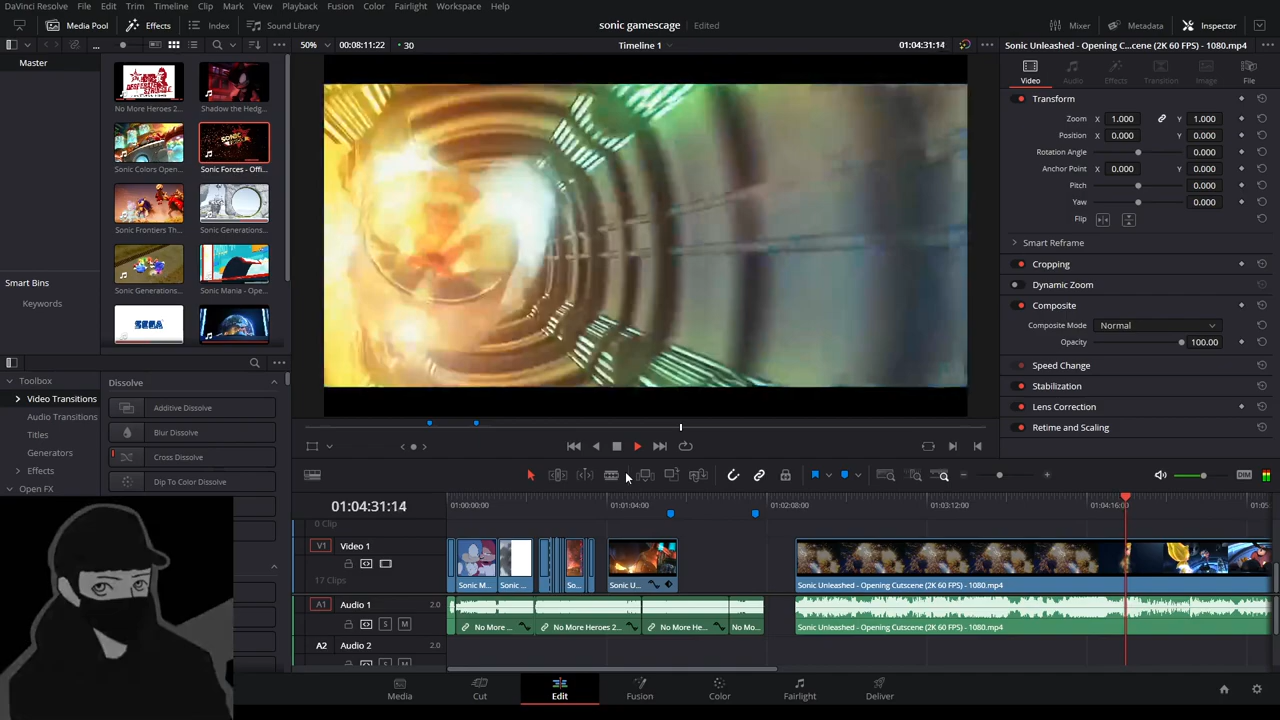 DaVinci Resolve File Edit Trim Timeline Clip Mark View Playback Fusion Color Fairlight Workspace Help
Media Pool Effects Index Sound Library sonic gamescage Edited Mixer Metadata Inspector
... 50% 00:08:11:22 30 Timeline 1 01:04:31:14 Sonic Unleashed - Opening C...cene (2K 60 FPS) - 1080.mp4
Master
No More Heroes 2...
Shadow the Hedg...
Sonic Colors Open...
Sonic Forces - Offi...
Sonic Frontiers Th...
Sonic Generations...
Sonic Generations...
Sonic Mania - Ope...
SEGA
Smart Bins
Keywords
Video Audio Effects Transition Image File
Transform
Zoom X 1.000 Y 1.000
Position X 0.000 Y 0.000
Rotation Angle 0.000
Anchor Point X 0.000 Y 0.000
Pitch 0.000
Yaw 0.000
Flip
Smart Reframe
Cropping
Dynamic Zoom
Composite
Composite Mode Normal
Opacity 100.00
Speed Change
Stabilization
Lens Correction
Retime and Scaling
Toolbox
Video Transitions
Audio Transitions
Titles
Generators
Effects
Open FX
Dissolve
Additive Dissolve
Blur Dissolve
Cross Dissolve
Dip To Color Dissolve
DIM
01:04:31:14 01:00:00:00 01:01:04:00 01:02:08:00 01:03:12:00 01:04:16:00
0 Clip
V1 Video 1
17 Clips
Sonic M... Sonic ... So... Sonic U... Sonic Unleashed - Opening Cutscene (2K 60 FPS) - 1080.mp4
A1 Audio 1 2.0
S M
No More ... No More Heroes 2... No More He... No Mo... Sonic Unleashed - Opening Cutscene (2K 60 FPS) - 1080.mp4
A2 Audio 2 2.0
Media Cut Edit Fusion Color Fairlight Deliver